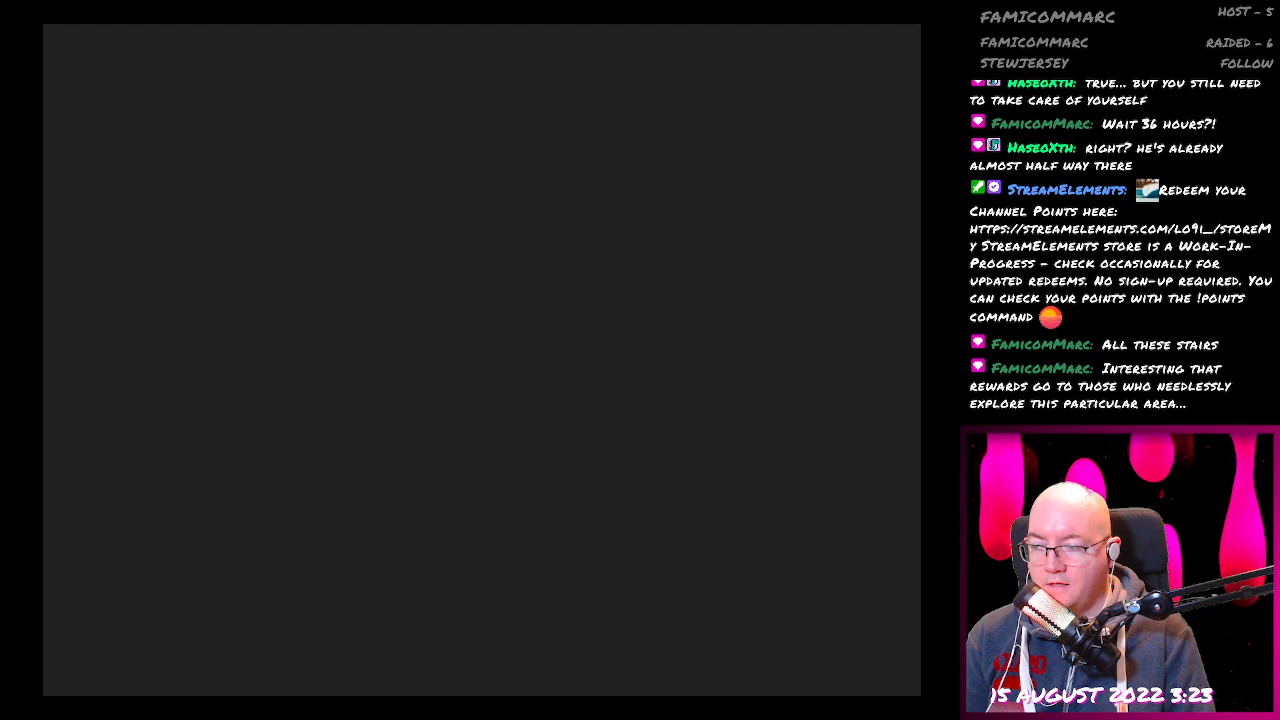 FAMICOMMARC HOST - 5
FAMICOMMARC RAIDED - 6
STEWJERSEY FOLLOW
HASEOXTH: TRUE... BUT YOU STILL NEED
TO TAKE CARE OF YOURSELF
FAMICOMMARC: WAIT 36 HOURS?!
HASEOXTH: RIGHT? HE'S ALREADY
ALMOST HALF WAY THERE
STREAMELEMENTS: REDEEM YOUR
CHANNEL POINTS HERE:
HTTPS://STREAMELEMENTS.COM/LO9I_/STOREM
Y STREAMELEMENTS STORE IS A WORK-IN-
PROGRESS - CHECK OCCASIONALLY FOR
UPDATED REDEEMS. NO SIGN-UP REQUIRED. YOU
CAN CHECK YOUR POINTS WITH THE !POINTS
COMMAND
FAMICOMMARC: ALL THESE STAIRS
FAMICOMMARC: INTERESTING THAT
REWARDS GO TO THOSE WHO NEEDLESSLY
EXPLORE THIS PARTICULAR AREA...
15 AUGUST 2022 3:23